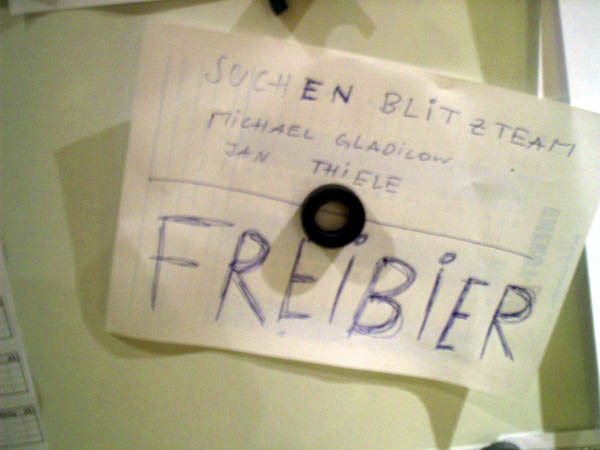 SUCHEN BLiTZTEAM
MiCHAEL GLADiLOW
JAN THiELE
FREiBiER